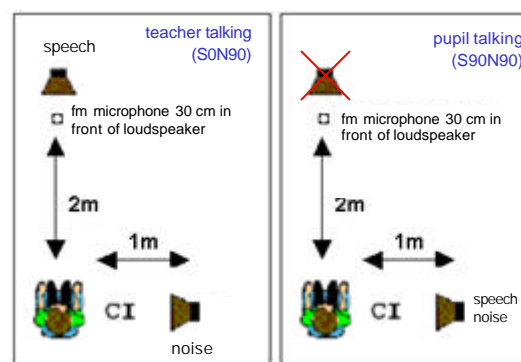 teacher talking
(S0N90)
speech
fm microphone 30 cm in
front of loudspeaker
2m
1m
CI
noise
pupil talking
(S90N90)
fm microphone 30 cm in
front of loudspeaker
2m
1m
CI
speech
noise